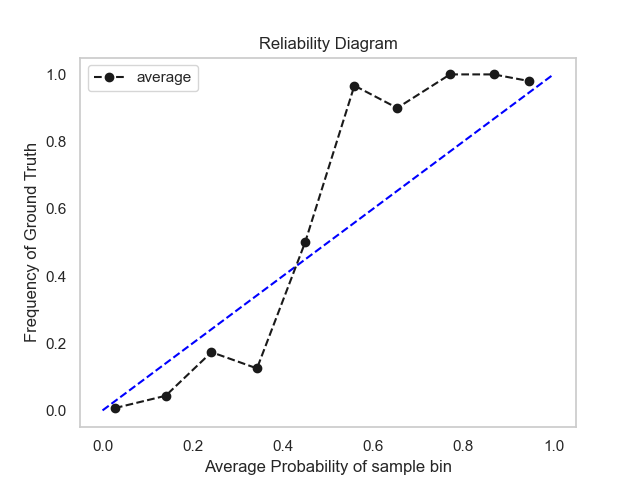 Reliability Diagram
average
1.0
0.8
0.6
0.4
0.2
0.0
Frequency of Ground Truth
0.0 0.2 0.4 0.6 0.8 1.0
Average Probability of sample bin